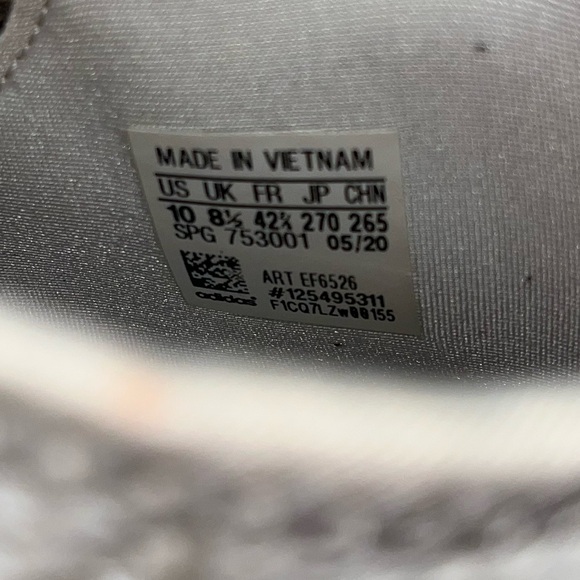 MADE IN VIETNAM
US UK FR JP CHN
10 8½ 42⅔ 270 265
SPG 753001 05/20
ART EF6526
adidas #125495311
F1CQ7LZw00155